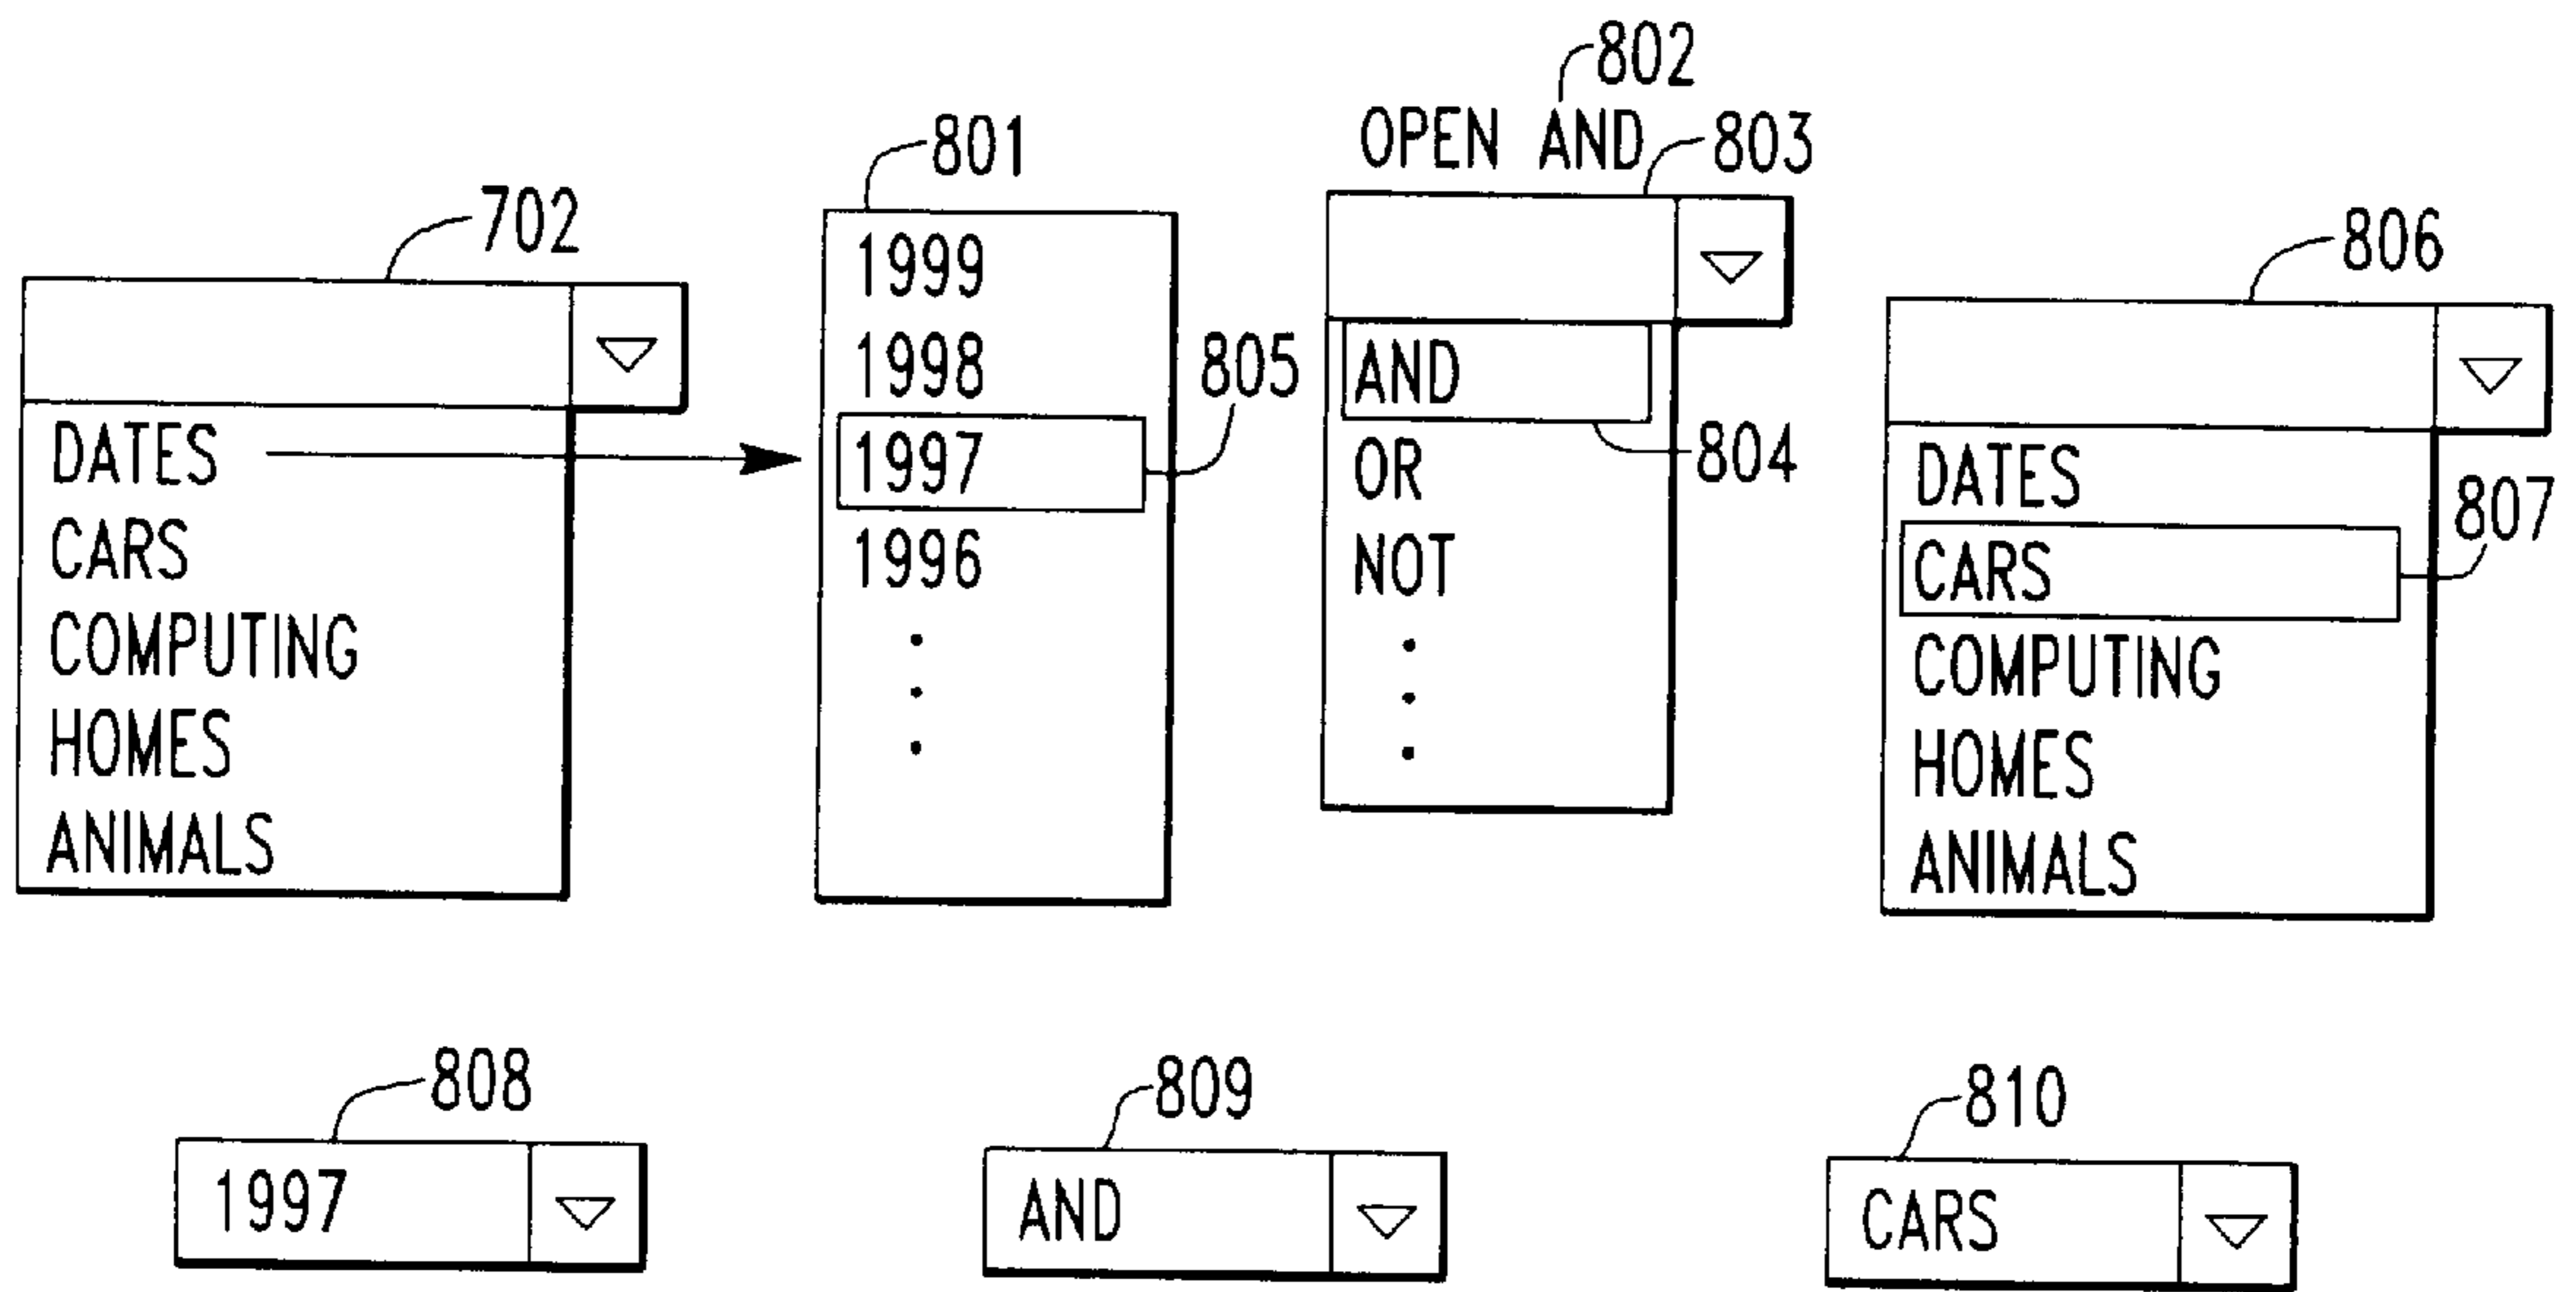 702
DATES
CARS
COMPUTING
HOMES
ANIMALS
801
1999
1998
1997
1996
805
802
OPEN AND
803
AND
OR
NOT
804
806
DATES
CARS
COMPUTING
HOMES
ANIMALS
807
808
1997
809
AND
810
CARS